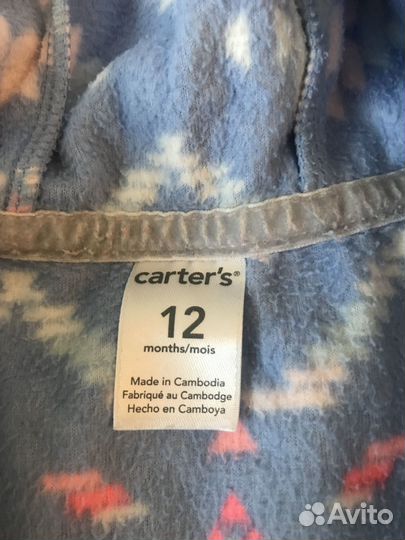 carter's®
12
months/mois
Made in Cambodia
Fabriqué au Cambodge
Hecho en Camboya
Avito